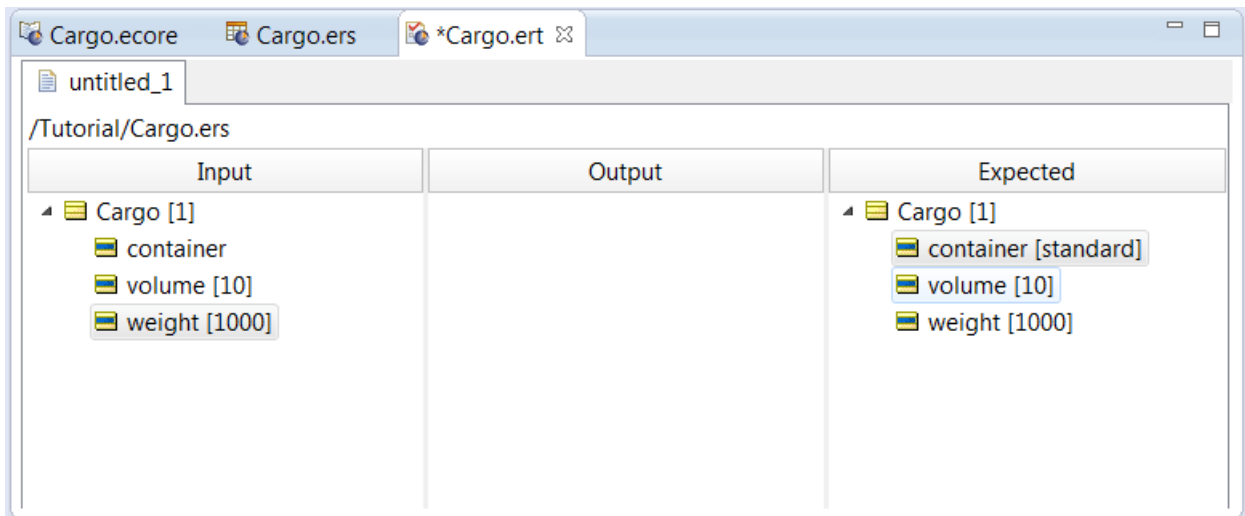 Cargo.ecore Cargo.ers *Cargo.ert
untitled_1
/Tutorial/Cargo.ers
Input Output Expected
Cargo [1] Cargo [1]
container container [standard]
volume [10] volume [10]
weight [1000] weight [1000]